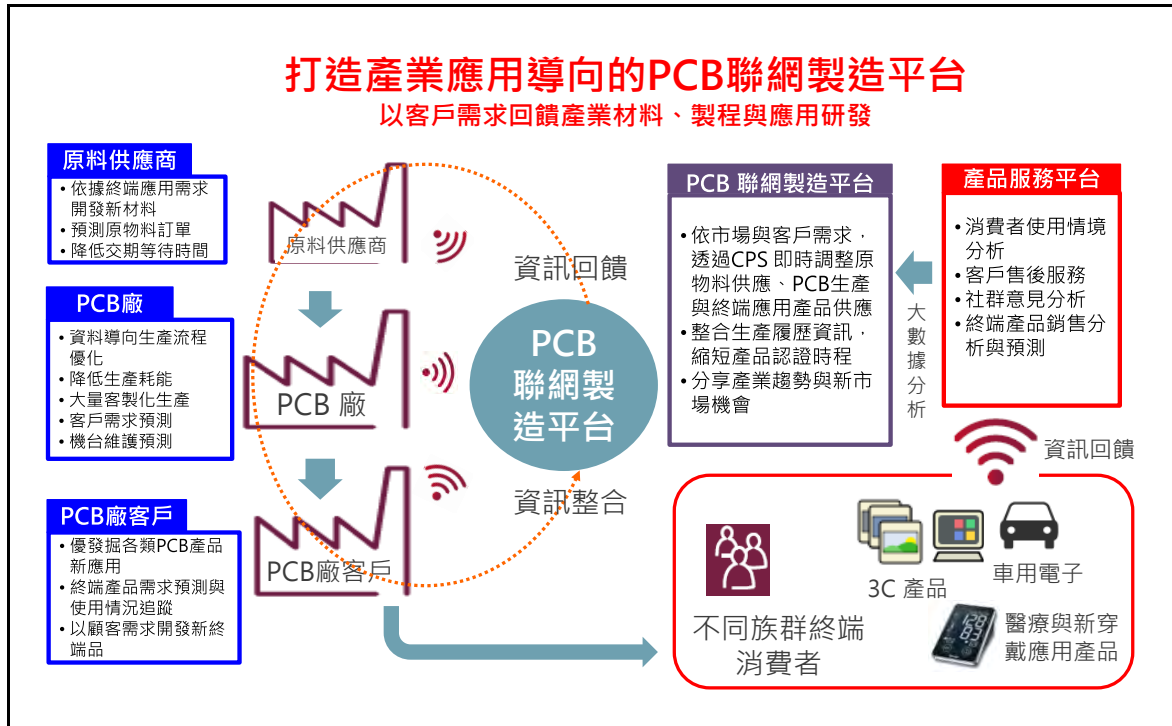 打造產業應用導向的PCB聯網製造平台
以客戶需求回饋產業材料、製程與應用研發
原料供應商
• 依據終端應用需求
開發新材料
• 預測原物料訂單
• 降低交期等待時間
PCB廠
• 資料導向生產流程
優化
• 降低生產耗能
• 大量客製化生產
• 客戶需求預測
• 機台維護預測
PCB廠客戶
• 優發掘各類PCB產品
新應用
• 終端產品需求預測與
使用情況追蹤
• 以顧客需求開發新終
端品
原料供應商
PCB 廠
PCB廠客戶
資訊回饋
PCB
聯網製
造平台
資訊整合
PCB 聯網製造平台
• 依市場與客戶需求，
透過CPS 即時調整原
物料供應、PCB生產
與終端應用產品供應
• 整合生產履歷資訊，
縮短產品認證時程
• 分享產業趨勢與新市
場機會
大數據分析
產品服務平台
• 消費者使用情境
分析
• 客戶售後服務
• 社群意見分析
• 終端產品銷售分
析與預測
資訊回饋
不同族群終端
消費者
3C 產品
車用電子
128
83
醫療與新穿
戴應用產品